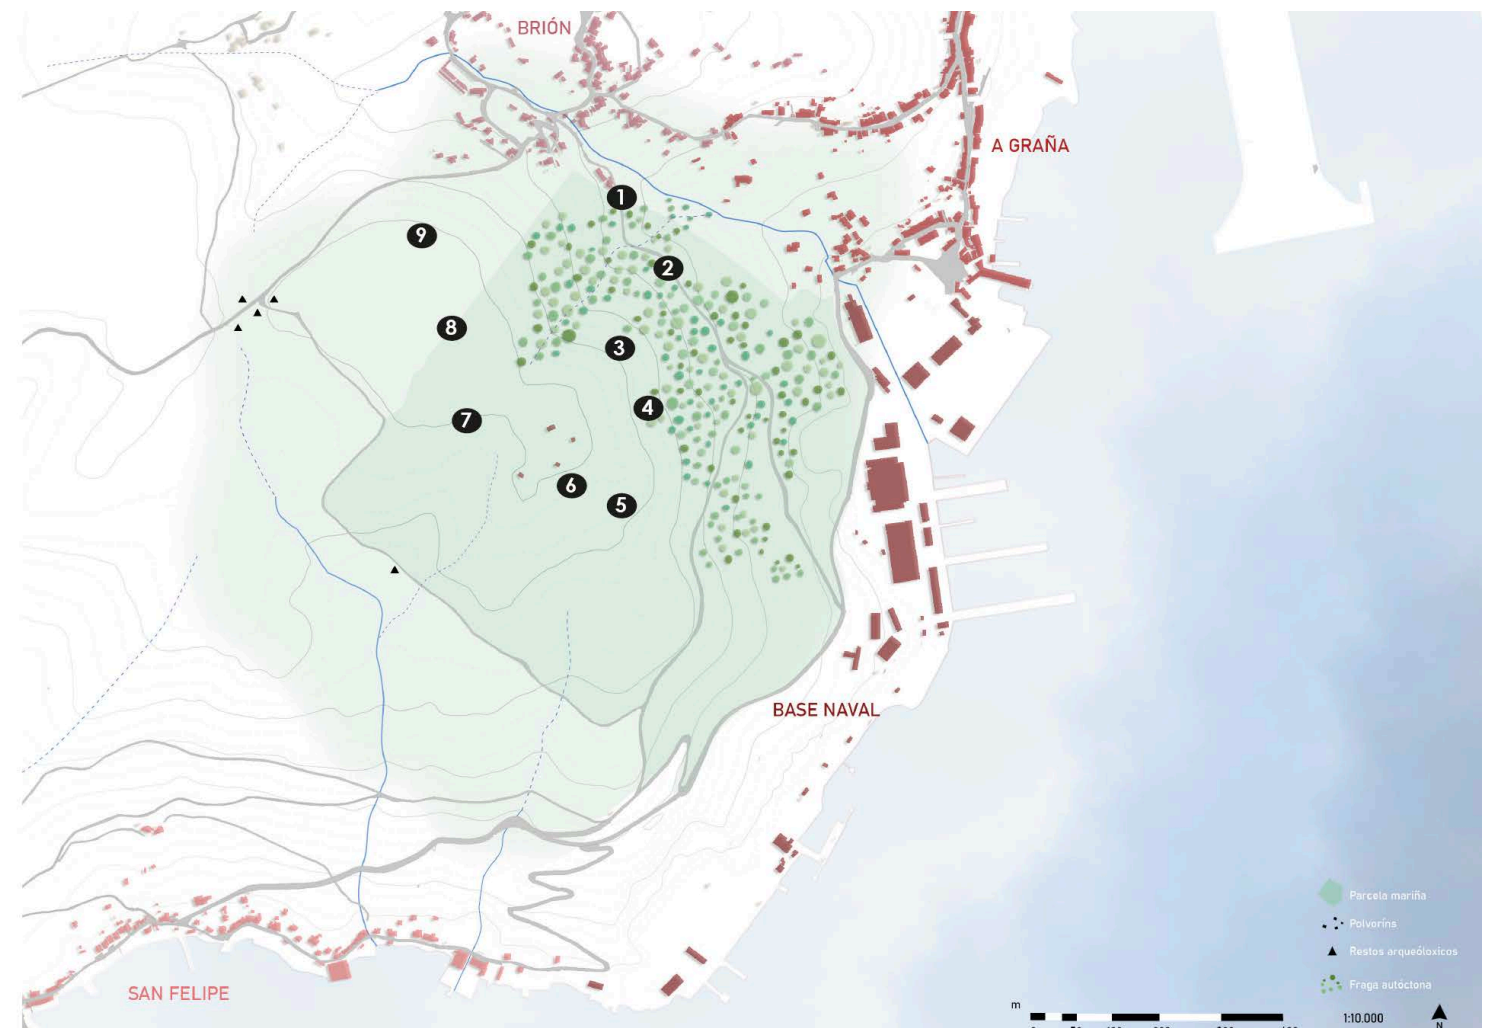 BRIÓN
A GRAÑA
1
9
2
8
3
4
7
6
5
BASE NAVAL
Parcela mariña
Polvoríns
Restos arqueóloxicos
Fraga autóctona
SAN FELIPE
m
1:10.000
N